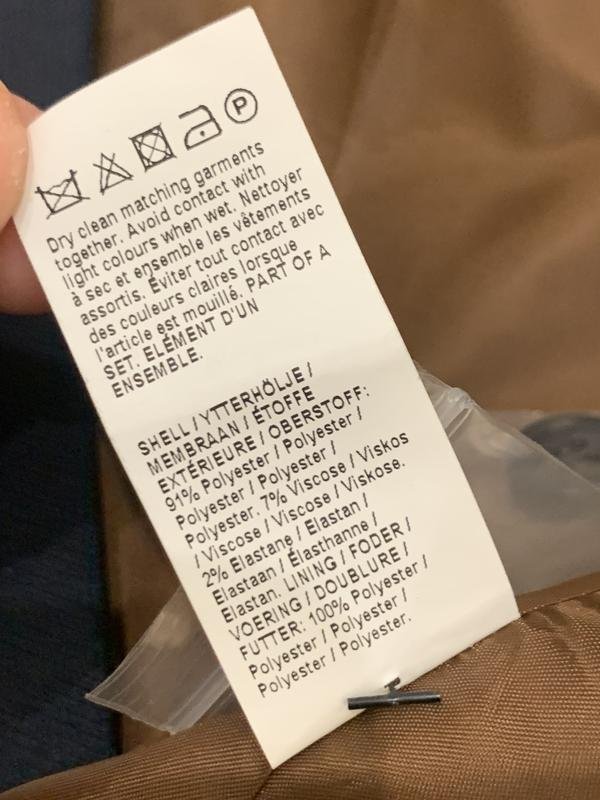 P
Dry clean matching garments
together. Avoid contact with
light colours when wet. Nettoyer
à sec et ensemble les vêtements
assortis. Éviter tout contact avec
des couleurs claires lorsque
l'article est mouillé. PART OF A
SET. ELÉMENT D'UN
ENSEMBLE.
SHELL / YTTERHÖLJE /
MEMBRAAN / ÉTOFFE
EXTÉRIEURE / OBERSTOFF:
91% Polyester / Polyester /
Polyester / Polyester /
Polyester. 7% Viscose / Viskos
/ Viscose / Viscose / Viskose.
2% Elastane / Elastan /
Elastaan / Élasthanne /
Elastan. LINING / FODER /
VOERING / DOUBLURE /
FUTTER: 100% Polyester /
Polyester / Polyester /
Polyester / Polyester.